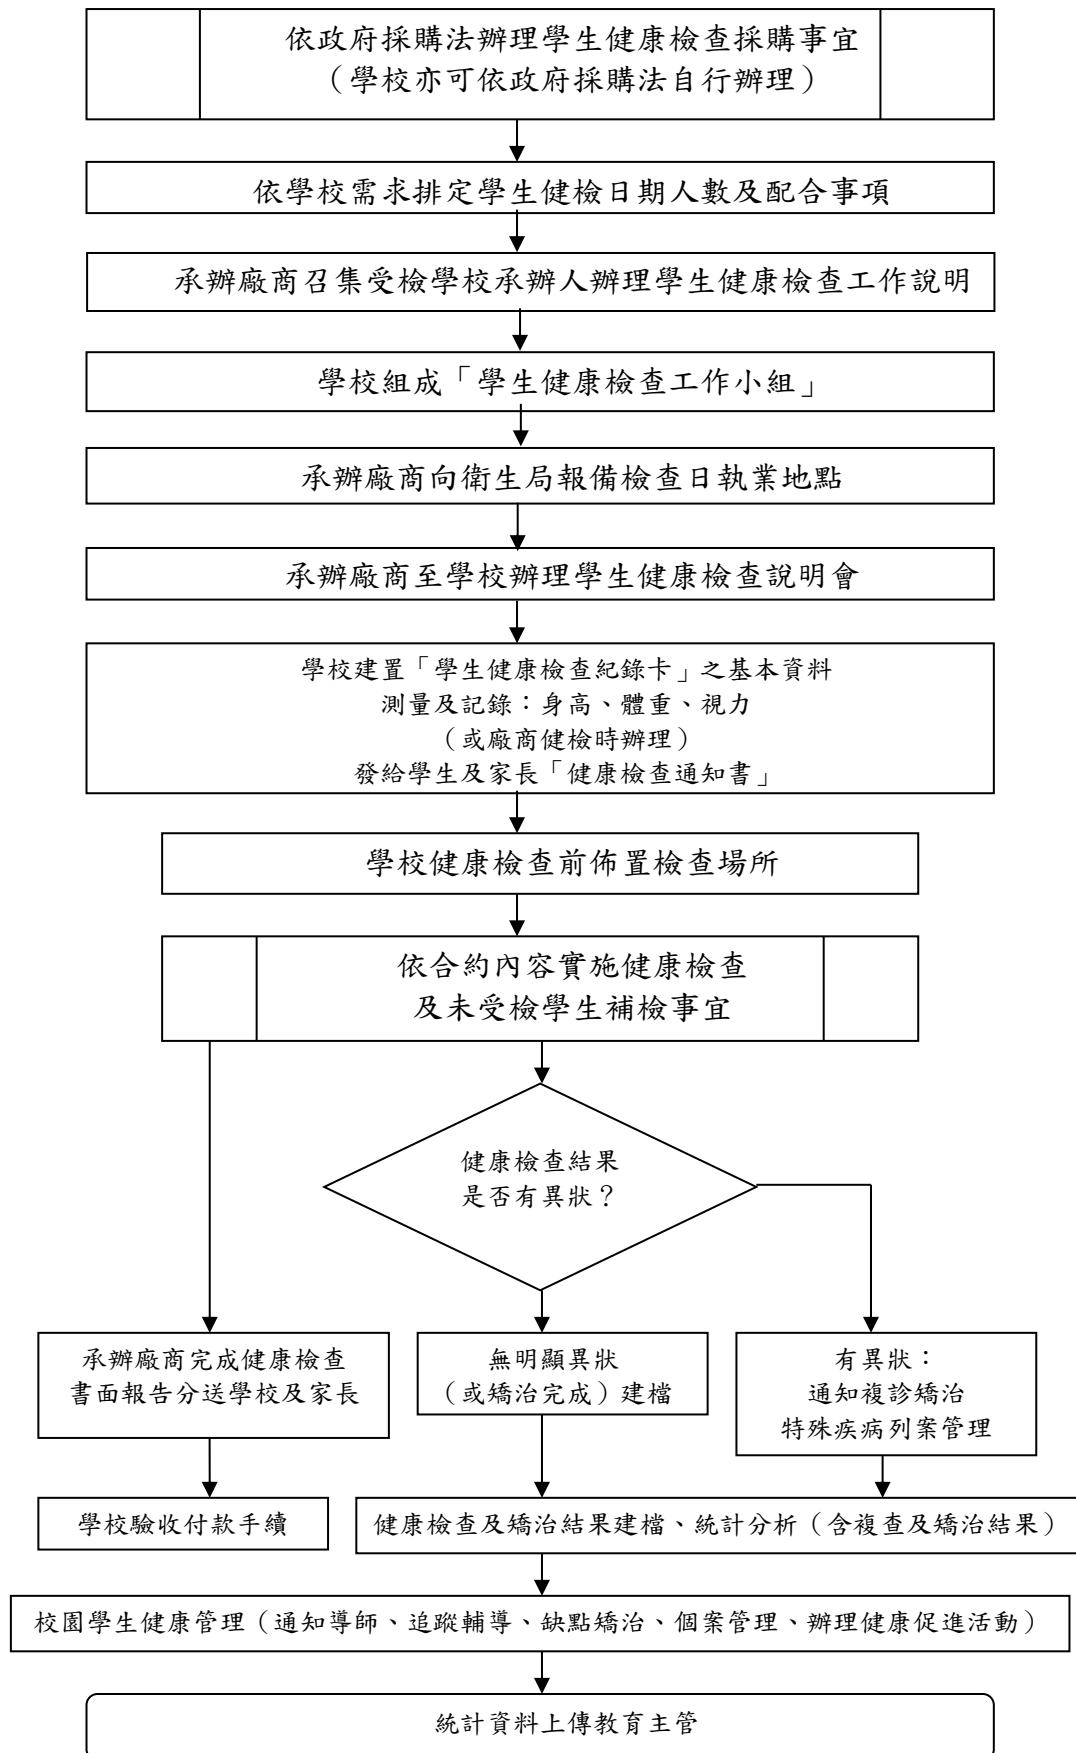 依政府採購法辦理學生健康檢查採購事宜
（學校亦可依政府採購法自行辦理）
依學校需求排定學生健檢日期人數及配合事項
承辦廠商召集受檢學校承辦人辦理學生健康檢查工作說明
學校組成「學生健康檢查工作小組」
承辦廠商向衛生局報備檢查日執業地點
承辦廠商至學校辦理學生健康檢查說明會
學校建置「學生健康檢查紀錄卡」之基本資料
測量及記錄：身高、體重、視力
（或廠商健檢時辦理）
發給學生及家長「健康檢查通知書」
學校健康檢查前佈置檢查場所
依合約內容實施健康檢查
及未受檢學生補檢事宜
健康檢查結果
是否有異狀？
承辦廠商完成健康檢查
書面報告分送學校及家長
無明顯異狀
（或矯治完成）建檔
有異狀：
通知複診矯治
特殊疾病列案管理
學校驗收付款手續
健康檢查及矯治結果建檔、統計分析（含複查及矯治結果）
校園學生健康管理（通知導師、追蹤輔導、缺點矯治、個案管理、辦理健康促進活動）
統計資料上傳教育主管